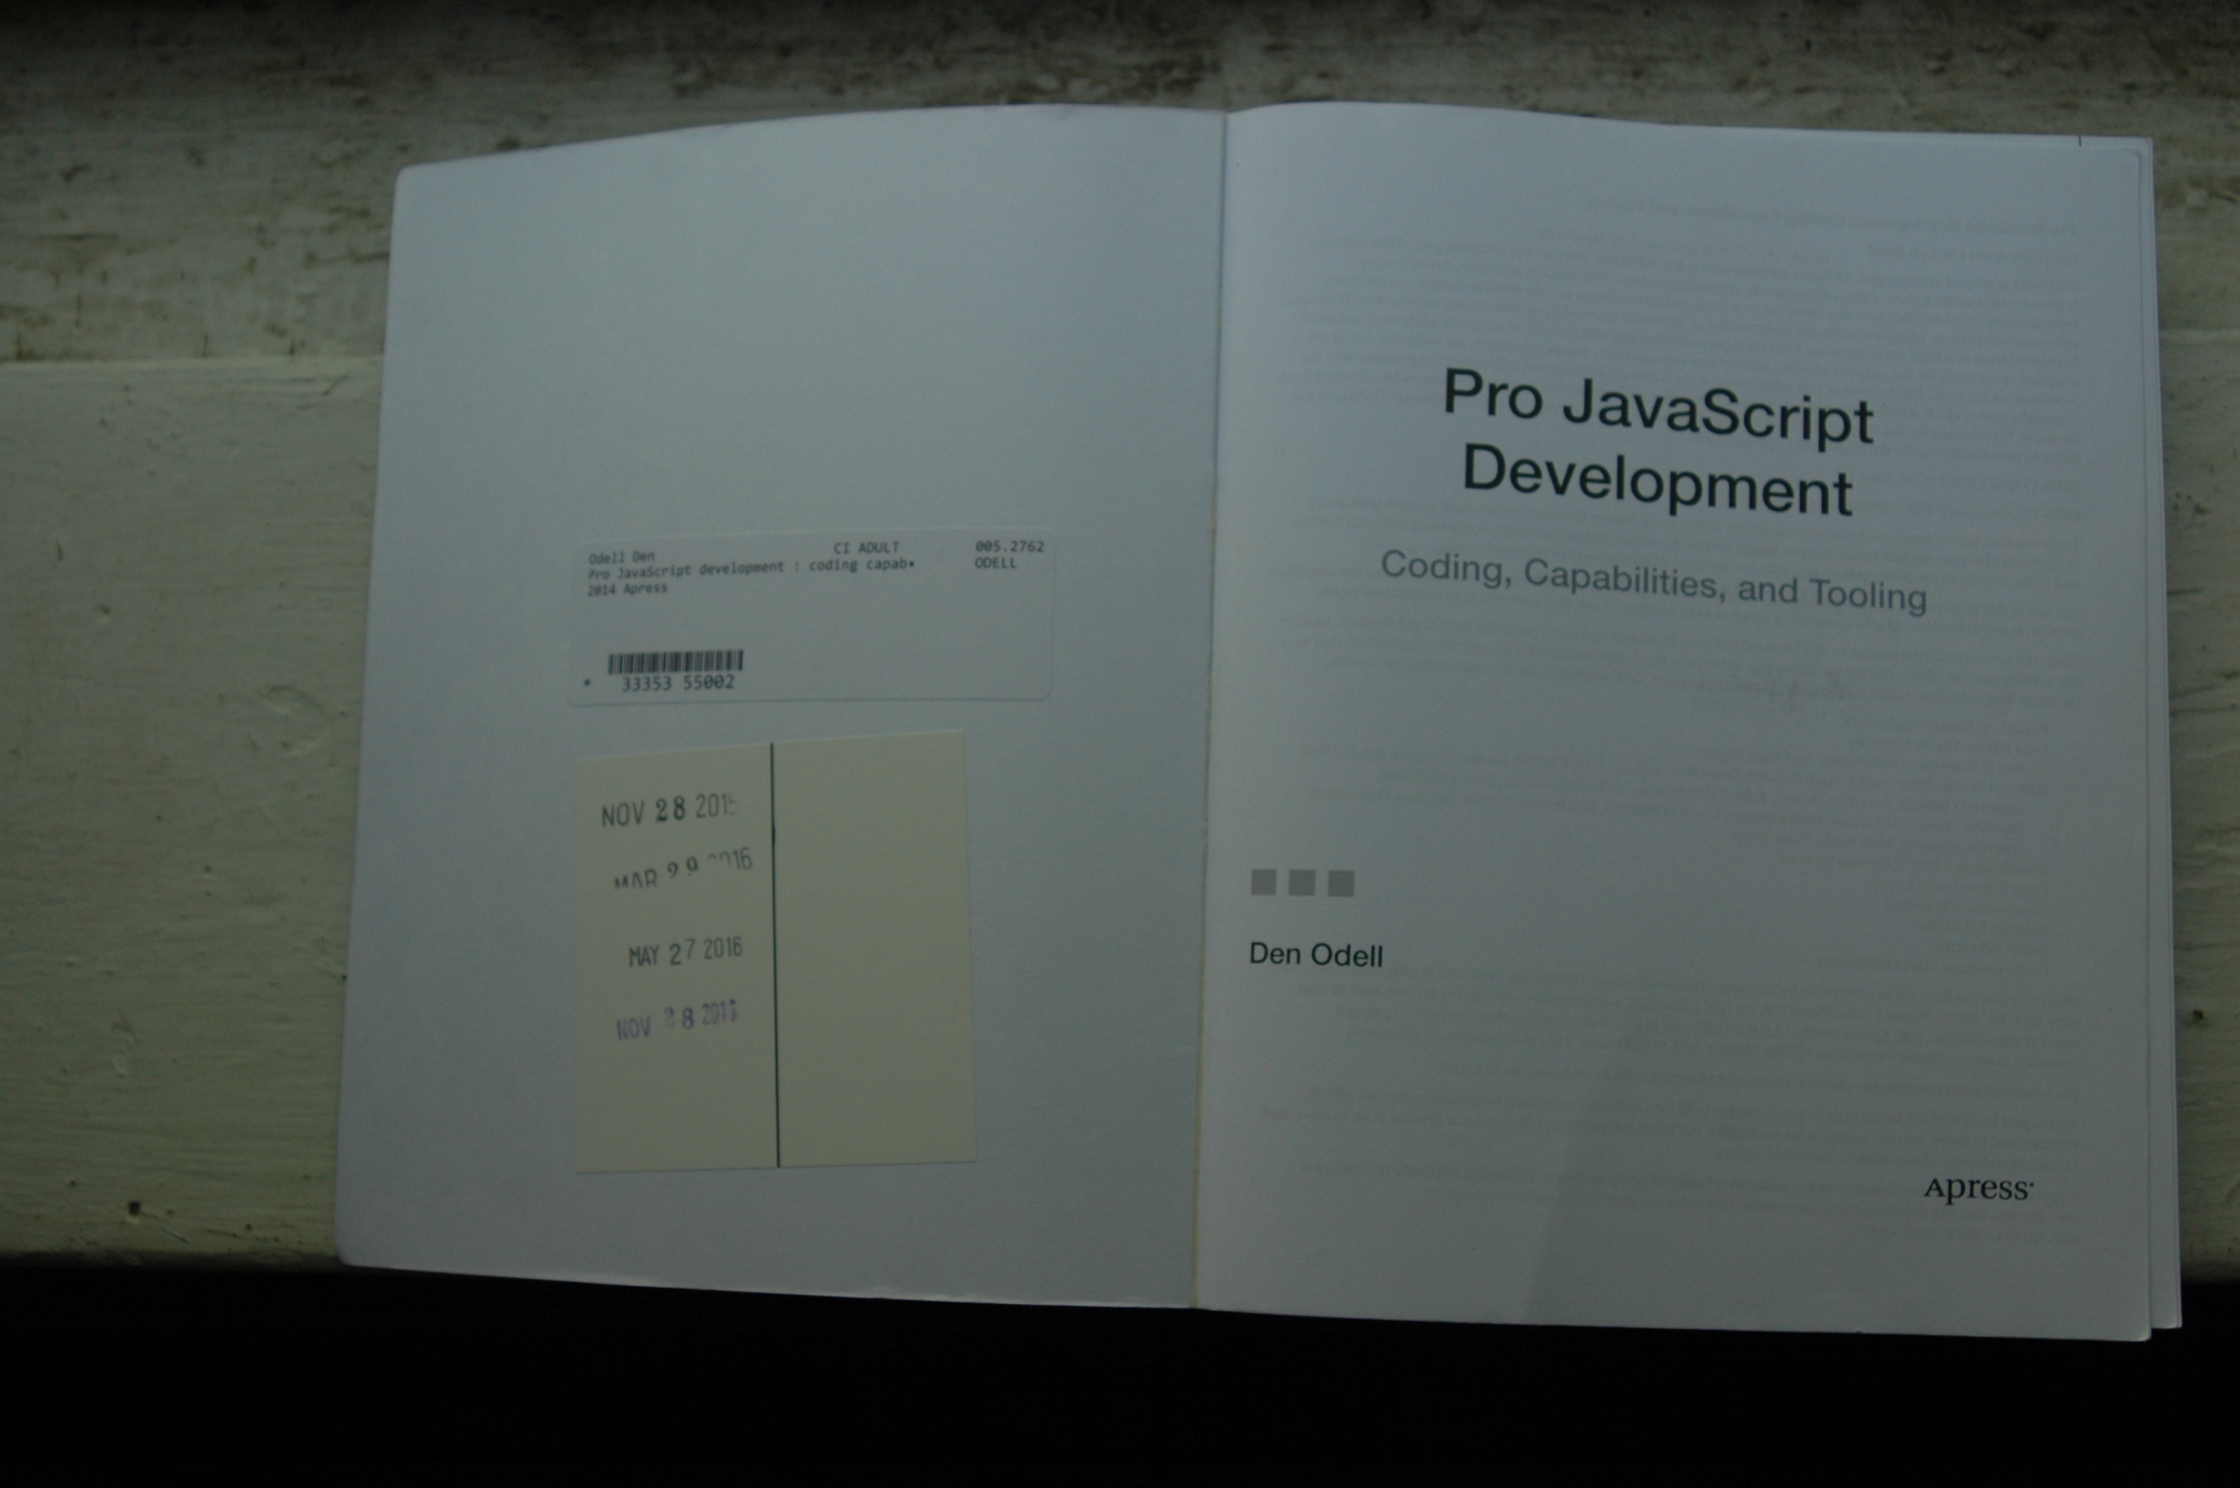 Odell Den CI ADULT 005.2762
Pro JavaScript development : coding capab• ODELL
2014 Apress
* 33353 55002
NOV 28 2015
MAR 29 2016
MAY 27 2016
NOV 28
Pro JavaScript
Development
Coding, Capabilities, and Tooling
Den Odell
Apress